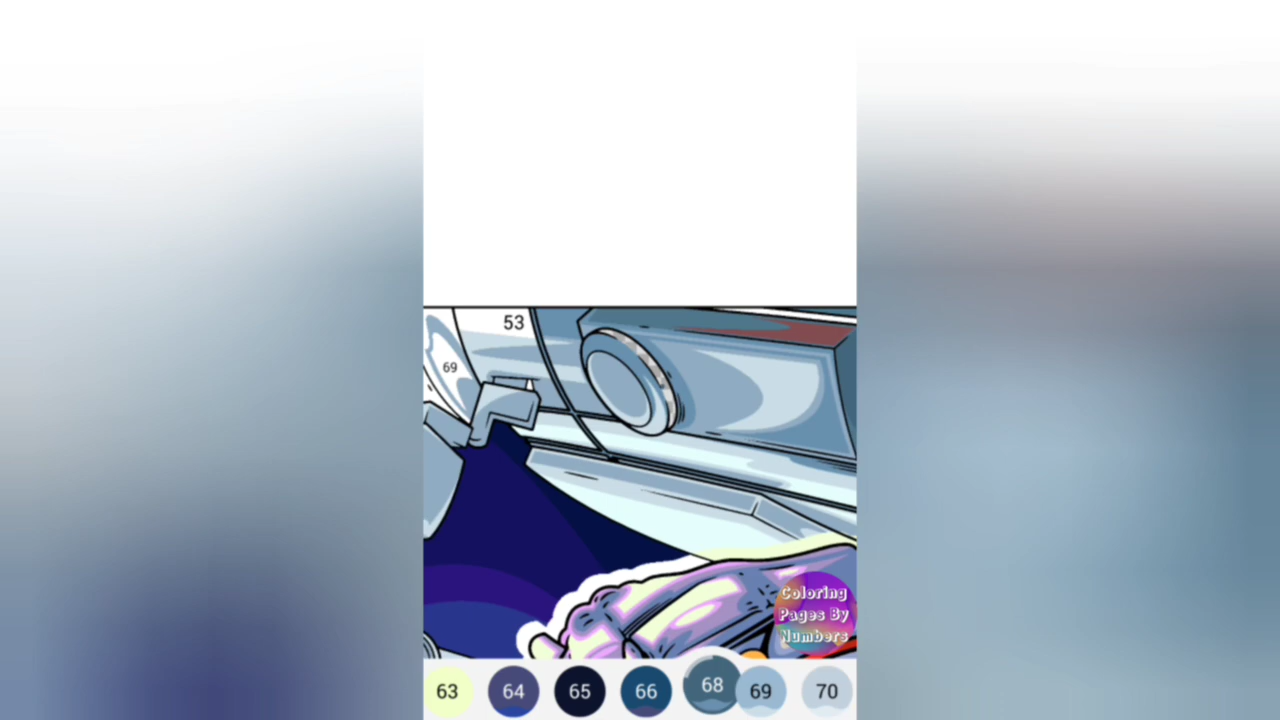 53
69
Coloring
Pages By
Numbers
63 64 65 66 68 69 70